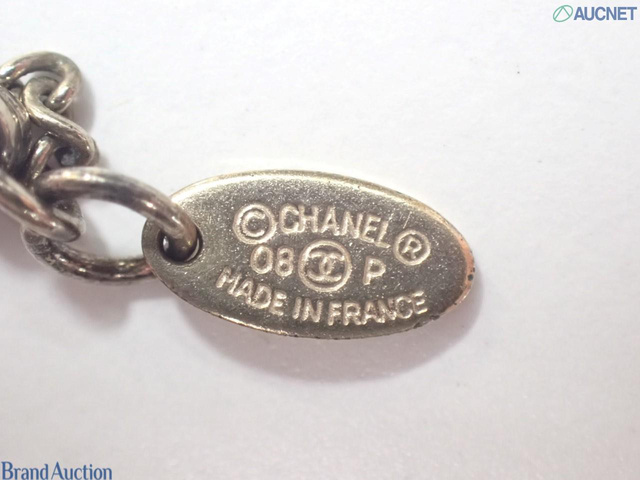 AUCNET
© CHANEL ®
08 P
MADE IN FRANCE
Brand Auction